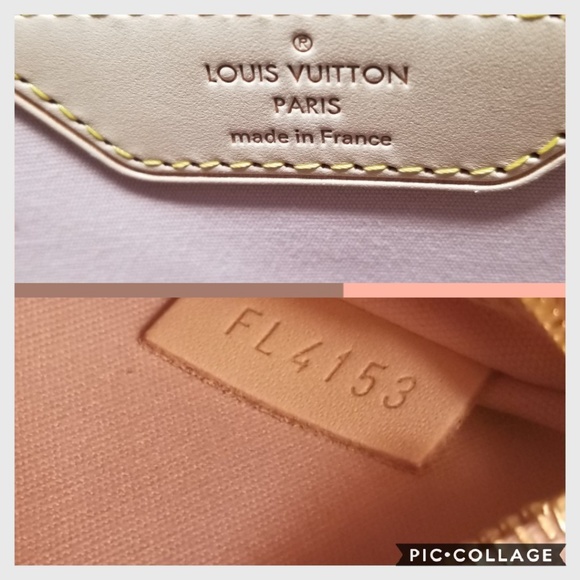 ®
LOUIS VUITTON
PARIS
made in France
FL4153
PIC•COLLAGE